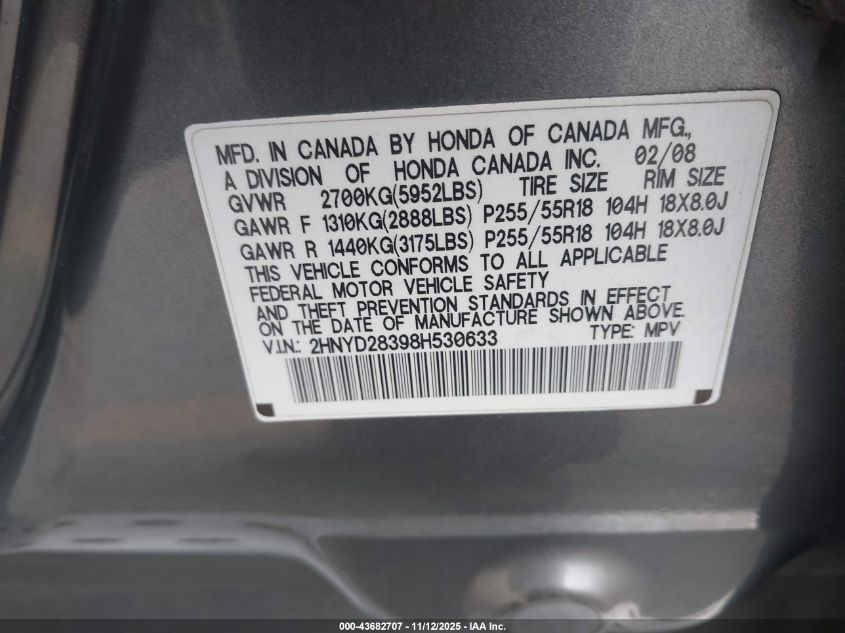 MFD. IN CANADA BY HONDA OF CANADA MFG.,
A DIVISION OF HONDA CANADA INC. 02/08
GVWR 2700KG(5952LBS) TIRE SIZE RIM SIZE
GAWR F 1310KG(2888LBS) P255/55R18 104H 18X8.0J
GAWR R 1440KG(3175LBS) P255/55R18 104H 18X8.0J
THIS VEHICLE CONFORMS TO ALL APPLICABLE
FEDERAL MOTOR VEHICLE SAFETY
AND THEFT PREVENTION STANDARDS IN EFFECT
ON THE DATE OF MANUFACTURE SHOWN ABOVE.
V.I.N.: 2HNYD28398H530633 TYPE: MPV
000-43682707 - 11/12/2025 - IAA Inc.